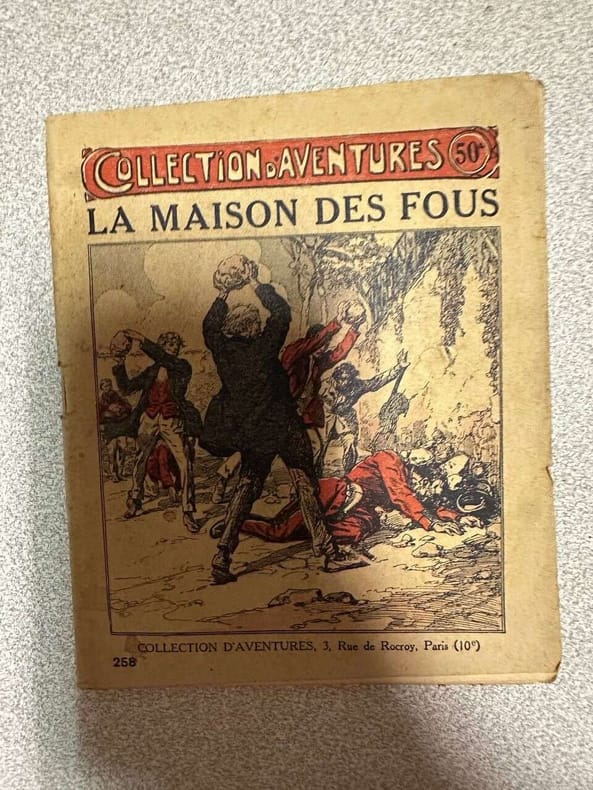 COLLECTION D'AVENTURES 50c
LA MAISON DES FOUS
COLLECTION D'AVENTURES, 3, Rue de Rocroy, Paris (10e)
258